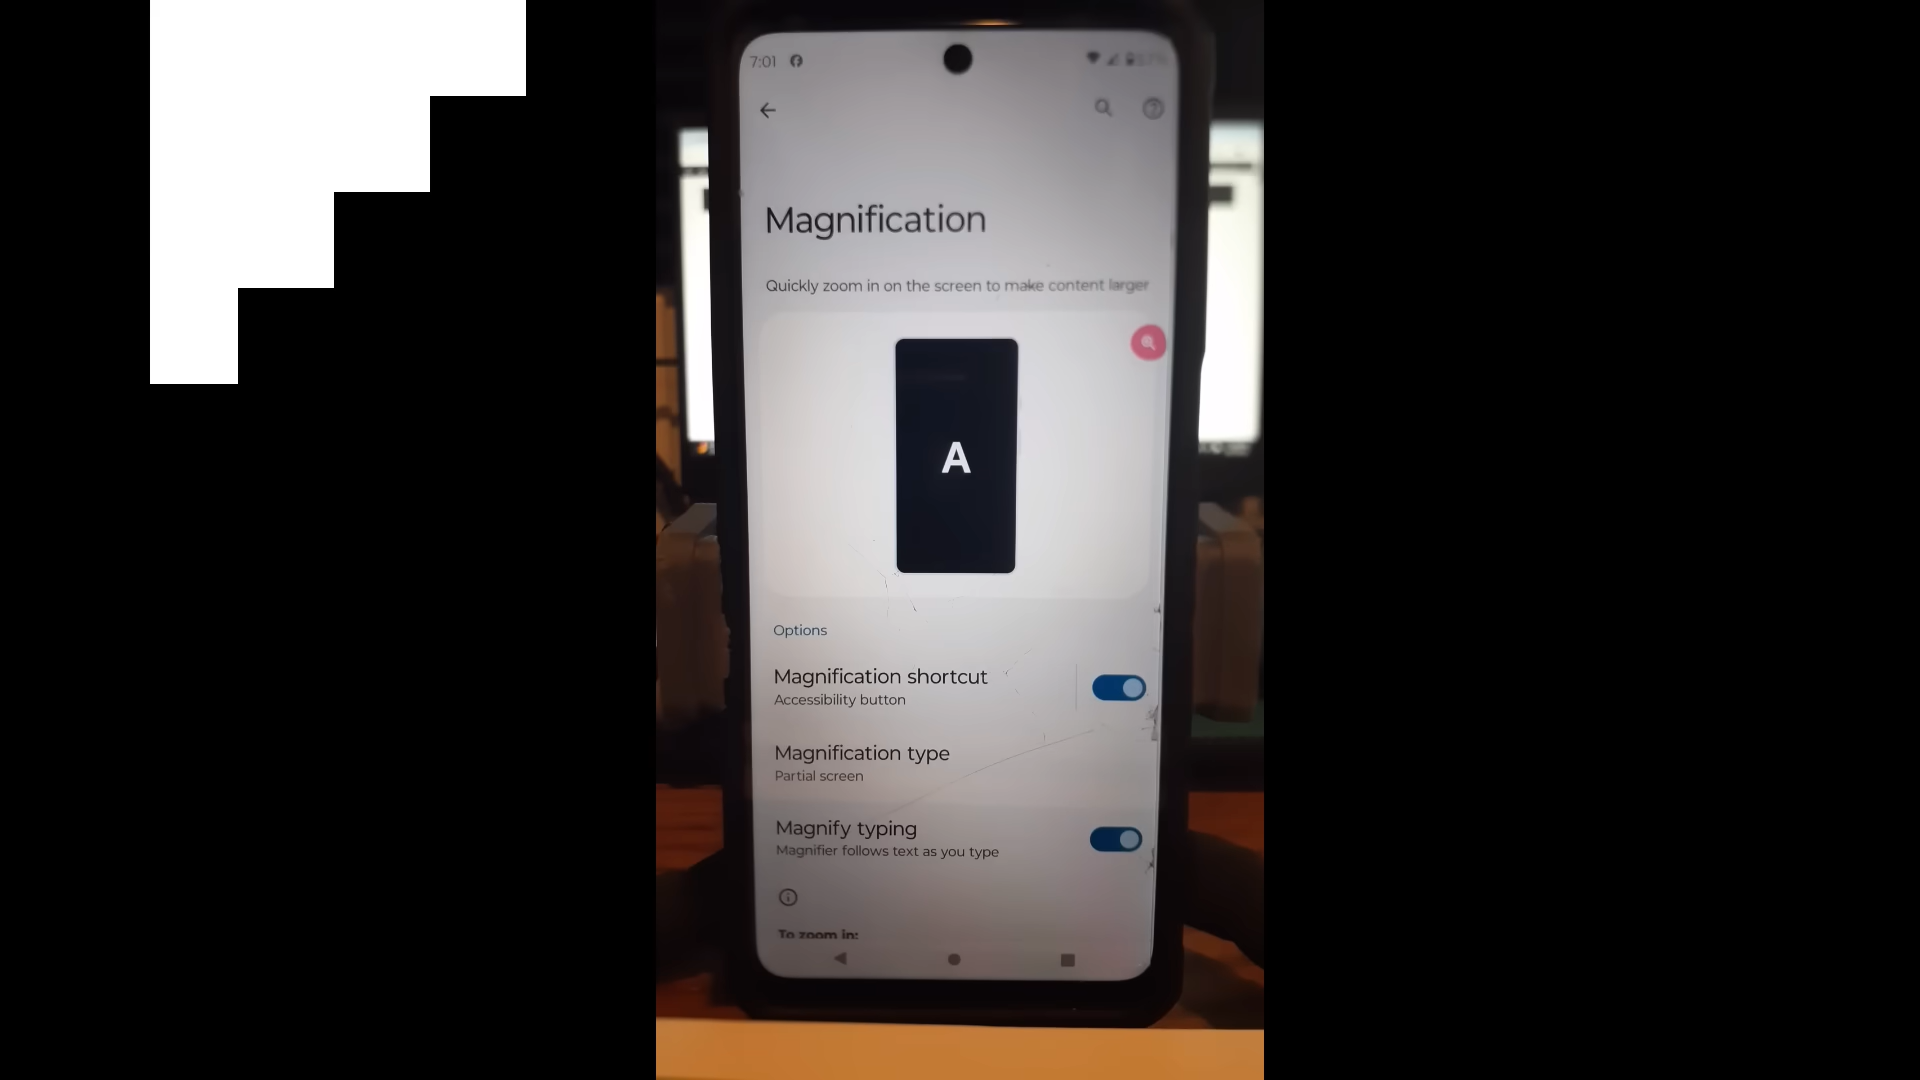 7:01
Magnification
Quickly zoom in on the screen to make content larger
A
Options
Magnification shortcut
Accessibility button
Magnification type
Partial screen
Magnify typing
Magnifier follows text as you type
To zoom in: